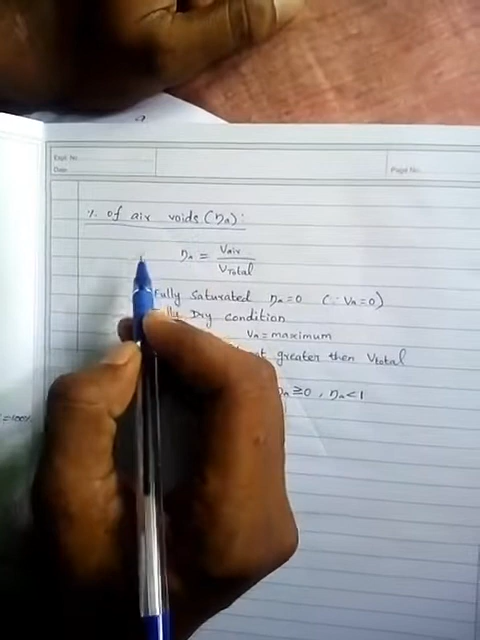 Expt. No.
Date
Page No.
% of air voids (ηa):
ηa = Vair / VTotal
Fully saturated ηa=0 (∵ Va=0)
Dry condition
Va = maximum
greater then Vtotal
ηa ≥0 , ηa<1
=100%